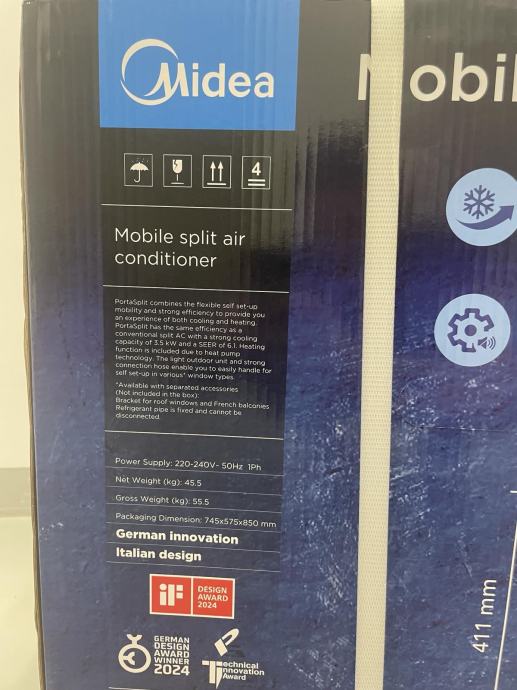 Midea
Mobil
4
Mobile split air
conditioner
PortaSplit combines the flexible self set-up
mobility and strong efficiency to provide you
an experience of both cooling and heating.
PortaSplit has the same efficiency as a
conventional split AC with a strong cooling
capacity of 3.5 kW and a SEER of 6.1. Heating
function is included due to heat pump
technology. The light outdoor unit and strong
connection hose enable you to easily handle for
self set-up in various* window types.
*Available with separated accessories
(Not included in the box):
Bracket for roof windows and French balconies
Refrigerant pipe is fixed and cannot be
disconnected.
Power Supply: 220-240V~ 50Hz 1Ph
Net Weight (kg): 45.5
Gross Weight (kg): 55.5
Packaging Dimension: 745x575x850 mm
German innovation
Italian design
iF
DESIGN
AWARD
2024
GERMAN
DESIGN
AWARD
WINNER
2024
Technical
Innovation
Award
411 mm